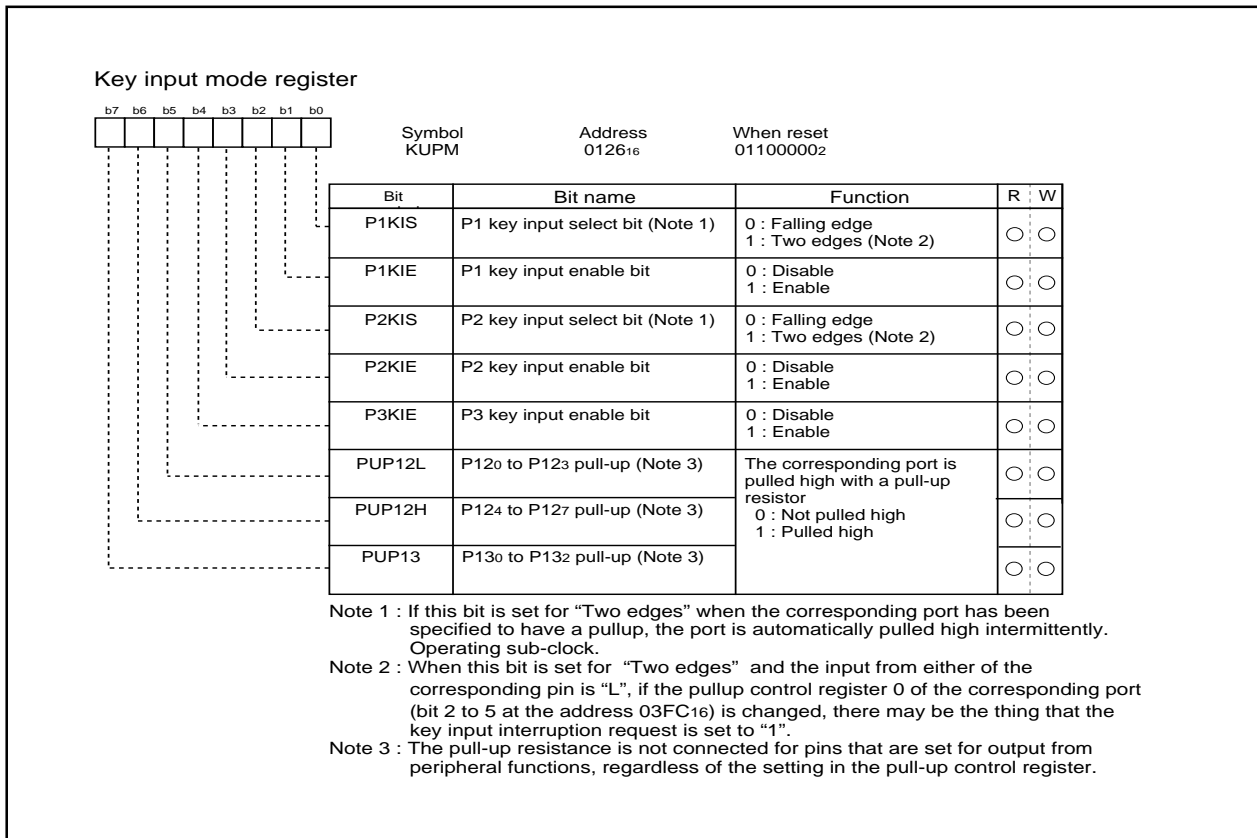 Key input mode register
b7 b6 b5 b4 b3 b2 b1 b0
Symbol Address When reset
KUPM 012616 011000002
Bit Bit name Function R W
P1KIS P1 key input select bit (Note 1) 0 : Falling edge
1 : Two edges (Note 2)
P1KIE P1 key input enable bit 0 : Disable
1 : Enable
P2KIS P2 key input select bit (Note 1) 0 : Falling edge
1 : Two edges (Note 2)
P2KIE P2 key input enable bit 0 : Disable
1 : Enable
P3KIE P3 key input enable bit 0 : Disable
1 : Enable
PUP12L P120 to P123 pull-up (Note 3) The corresponding port is
pulled high with a pull-up
resistor
PUP12H P124 to P127 pull-up (Note 3) 0 : Not pulled high
1 : Pulled high
PUP13 P130 to P132 pull-up (Note 3)
Note 1 : If this bit is set for “Two edges” when the corresponding port has been
specified to have a pullup, the port is automatically pulled high intermittently.
Operating sub-clock.
Note 2 : When this bit is set for “Two edges” and the input from either of the
corresponding pin is “L”, if the pullup control register 0 of the corresponding port
(bit 2 to 5 at the address 03FC16) is changed, there may be the thing that the
key input interruption request is set to “1”.
Note 3 : The pull-up resistance is not connected for pins that are set for output from
peripheral functions, regardless of the setting in the pull-up control register.